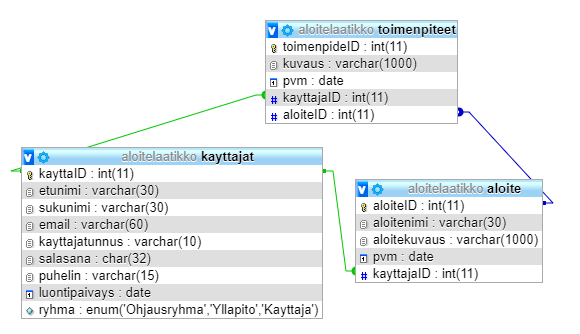 aloitelaatikko toimenpiteet
toimenpideID : int(11)
kuvaus : varchar(1000)
pvm : date
kayttajaID : int(11)
aloiteID : int(11)
aloitelaatikko kayttajat
kayttaID : int(11)
etunimi : varchar(30)
sukunimi : varchar(30)
email : varchar(60)
kayttajatunnus : varchar(10)
salasana : char(32)
puhelin : varchar(15)
luontipaivays : date
ryhma : enum('Ohjausryhma','Yllapito','Kayttaja')
aloitelaatikko aloite
aloiteID : int(11)
aloitenimi : varchar(30)
aloitekuvaus : varchar(1000)
pvm : date
kayttajaID : int(11)